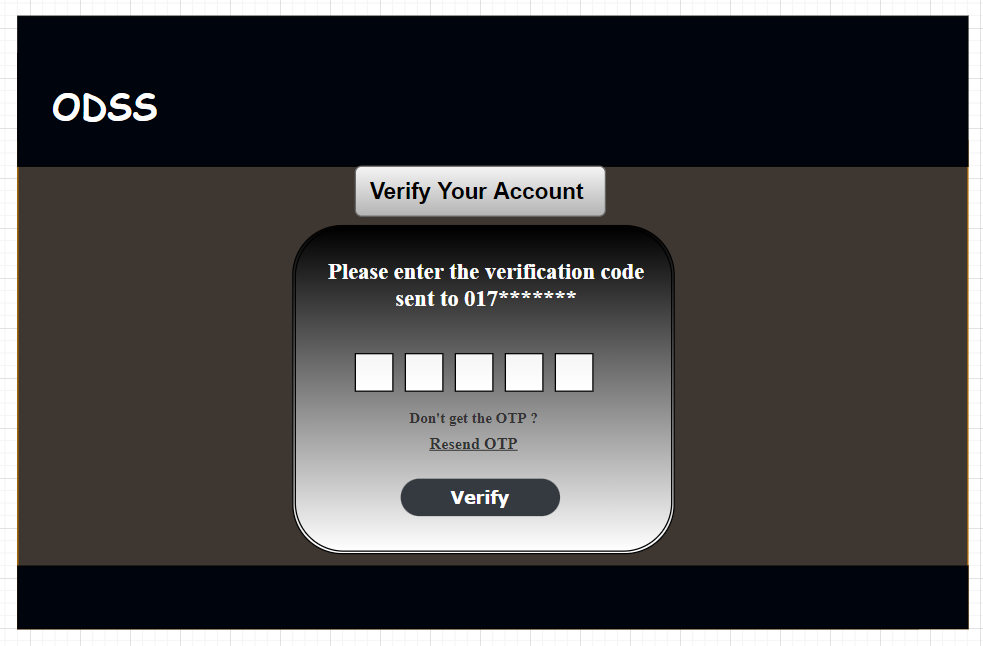 ODSS
Verify Your Account
Please enter the verification code
sent to 017*******
Don't get the OTP ?
Resend OTP
Verify